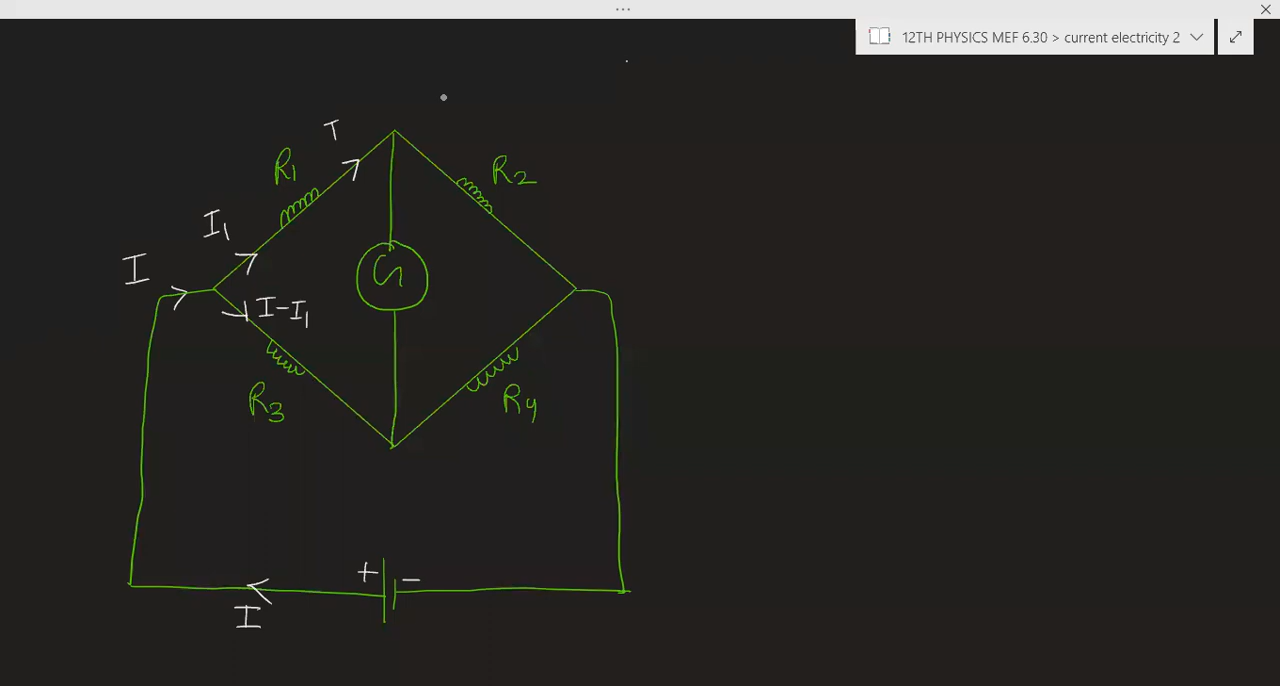 12TH PHYSICS MEF 6.30 > current electricity 2
R1
R2
I1
I
I-I1
G
R3
R4
+ -
I